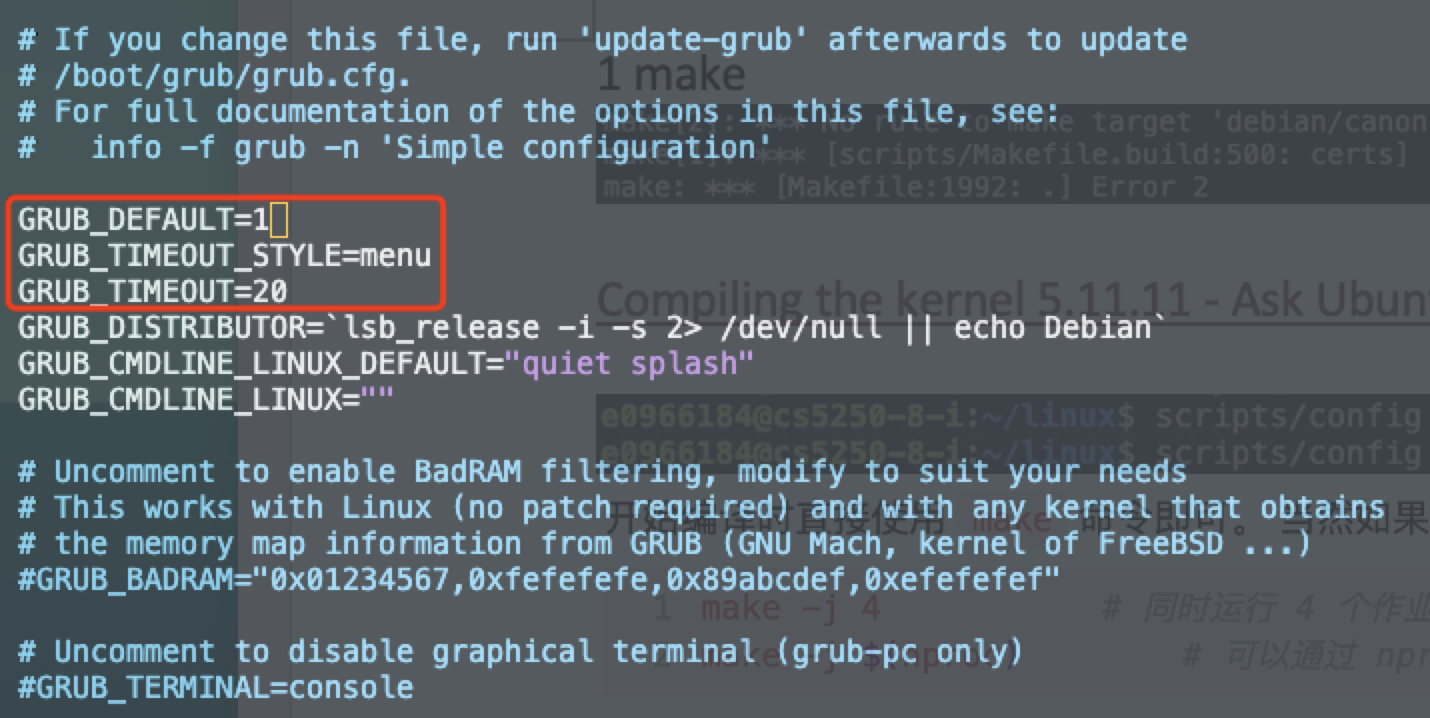 # If you change this file, run 'update-grub' afterwards to update
# /boot/grub/grub.cfg.
# For full documentation of the options in this file, see:
#   info -f grub -n 'Simple configuration'
GRUB_DEFAULT=1
GRUB_TIMEOUT_STYLE=menu
GRUB_TIMEOUT=20
GRUB_DISTRIBUTOR=`lsb_release -i -s 2> /dev/null || echo Debian`
GRUB_CMDLINE_LINUX_DEFAULT="quiet splash"
GRUB_CMDLINE_LINUX=""
# Uncomment to enable BadRAM filtering, modify to suit your needs
# This works with Linux (no patch required) and with any kernel that obtains
# the memory map information from GRUB (GNU Mach, kernel of FreeBSD ...)
#GRUB_BADRAM="0x01234567,0xfefefefe,0x89abcdef,0xefefefef"
# Uncomment to disable graphical terminal (grub-pc only)
#GRUB_TERMINAL=console
1 make
*** No rule to make target 'debian/canon
*** [scripts/Makefile.build:500: certs]
make: *** [Makefile:1992: .] Error 2
Compiling the kernel 5.11.11 - Ask Ubun
e0966184@cs5250-8-i:~/linux$ scripts/config
e0966184@cs5250-8-i:~/linux$ scripts/config
开始编译时直接使用 make 命令即可。 当然如果
1 make -j 4 # 同时运行 4 个作业
make # 可以通过 npr